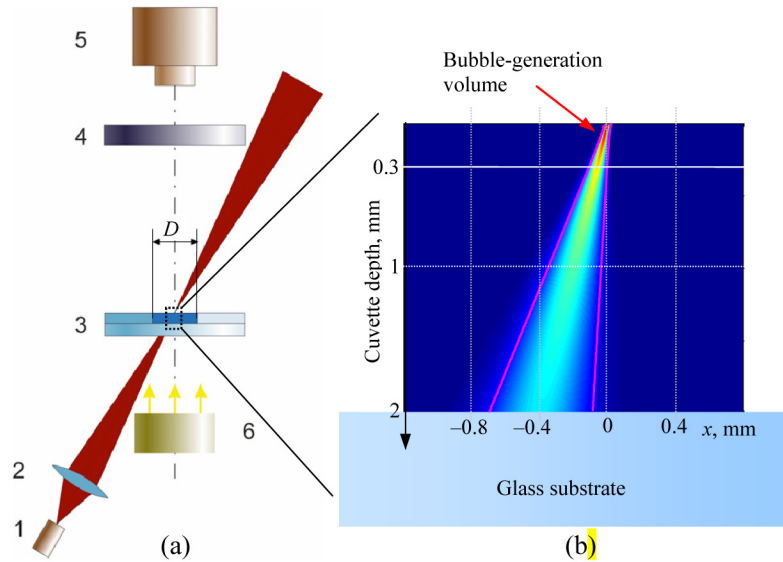 5
4
D
3
6
2
1
(a)
Bubble-generation
volume
0.3
1
2
Cuvette depth, mm
–0.8
–0.4
0
0.4
x, mm
Glass substrate
(b)